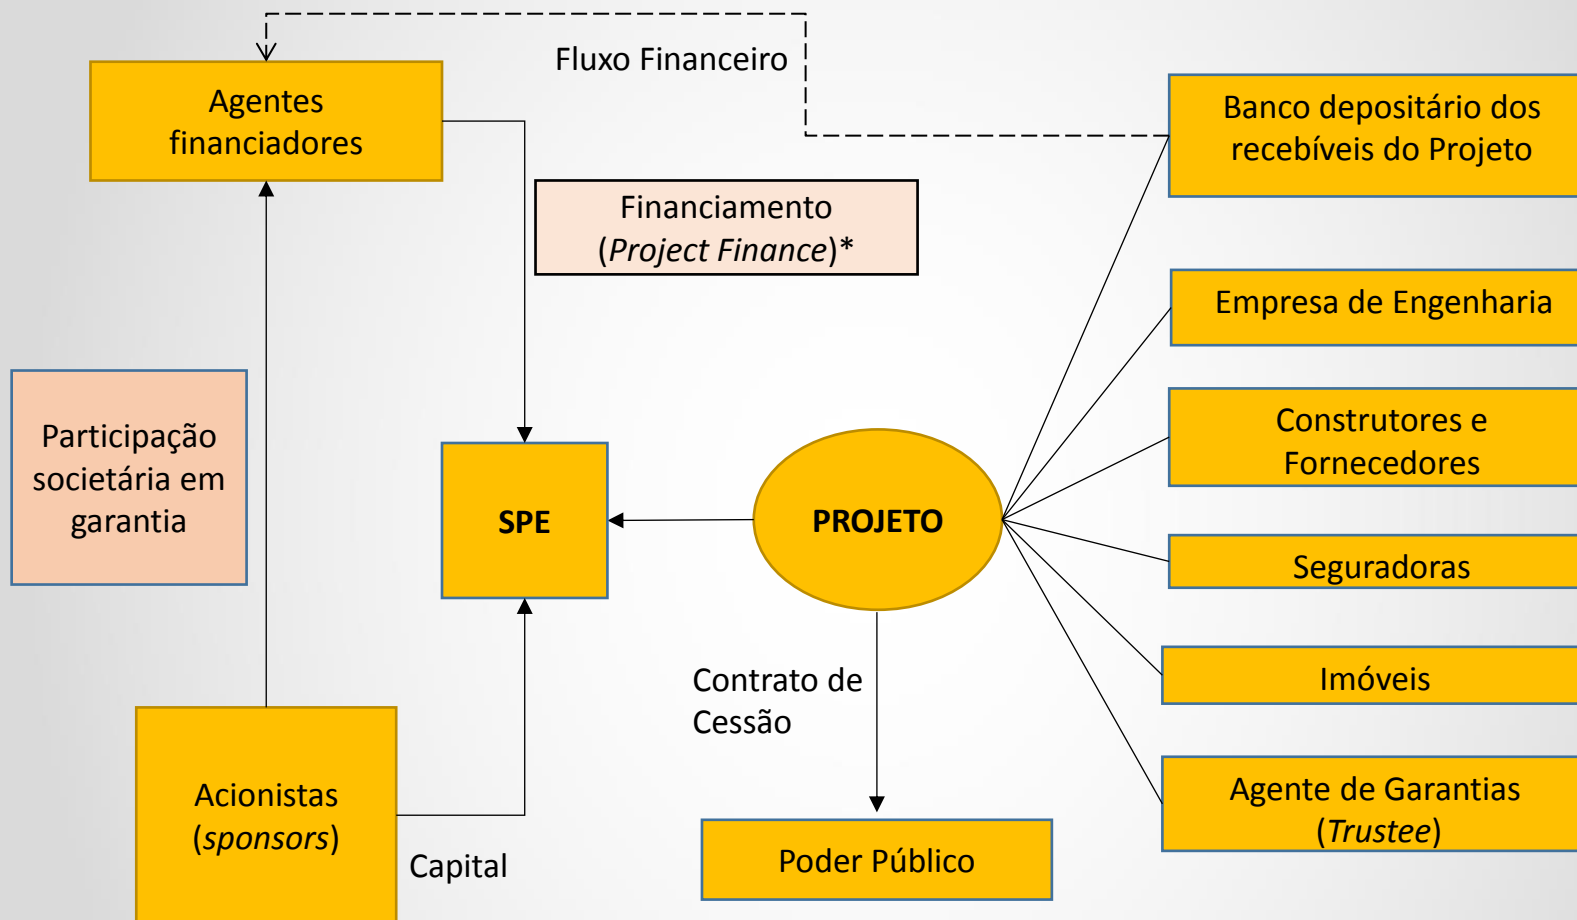 Fluxo Financeiro
Agentes
financiadores
Banco depositário dos
recebíveis do Projeto
Financiamento
(Project Finance)*
Empresa de Engenharia
Participação
societária em
garantia
Construtores e
Fornecedores
SPE
PROJETO
Seguradoras
Imóveis
Contrato de
Cessão
Acionistas
(sponsors)
Capital
Poder Público
Agente de Garantias
(Trustee)